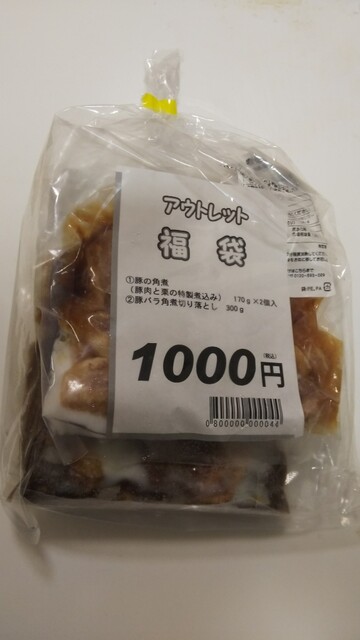 アウトレット
福袋
①豚の角煮
(豚肉と栗の特製煮込み) 170g×2個入
②豚バラ角煮切り落とし 300g
(税込)
1000円
0800000000044